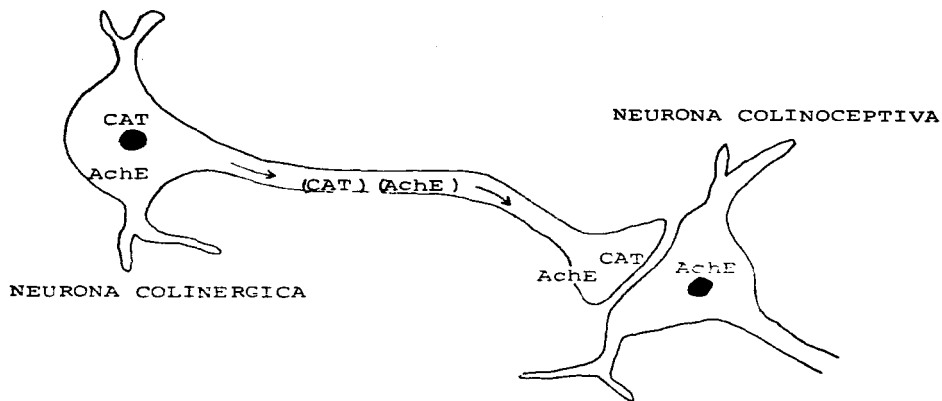 CAT
AchE
NEURONA COLINERGICA
(CAT) (AchE)
AchE
CAT
NEURONA COLINOCEPTIVA
AchE